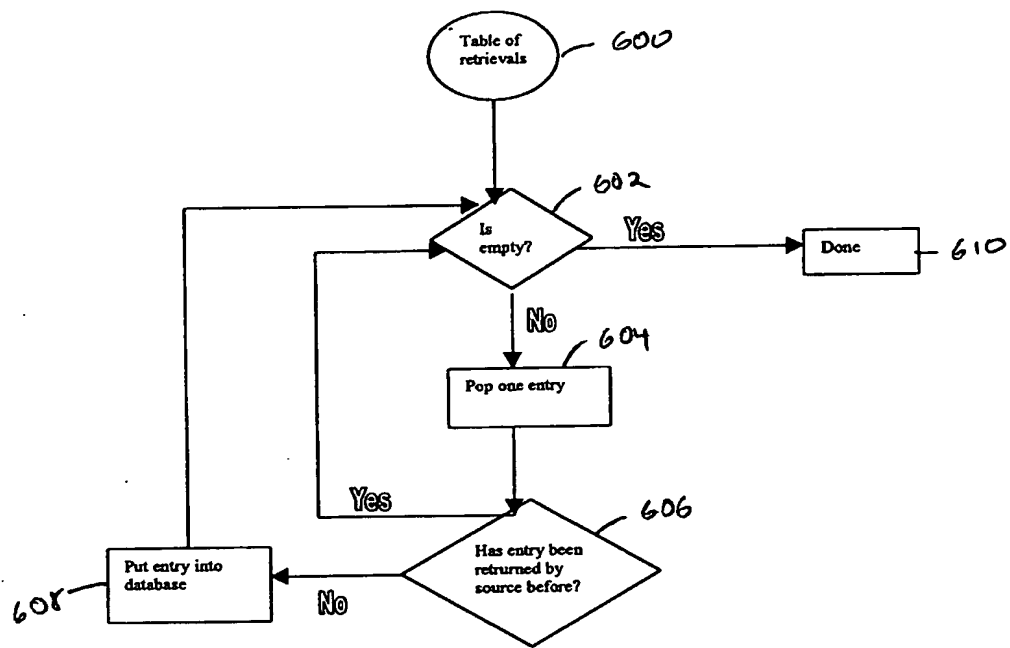 Table of
retrievals
600
602
Is
empty?
Yes
Done
610
No
604
Pop one entry
Yes
606
Has entry been
retrurned by
source before?
Put entry into
database
No
608